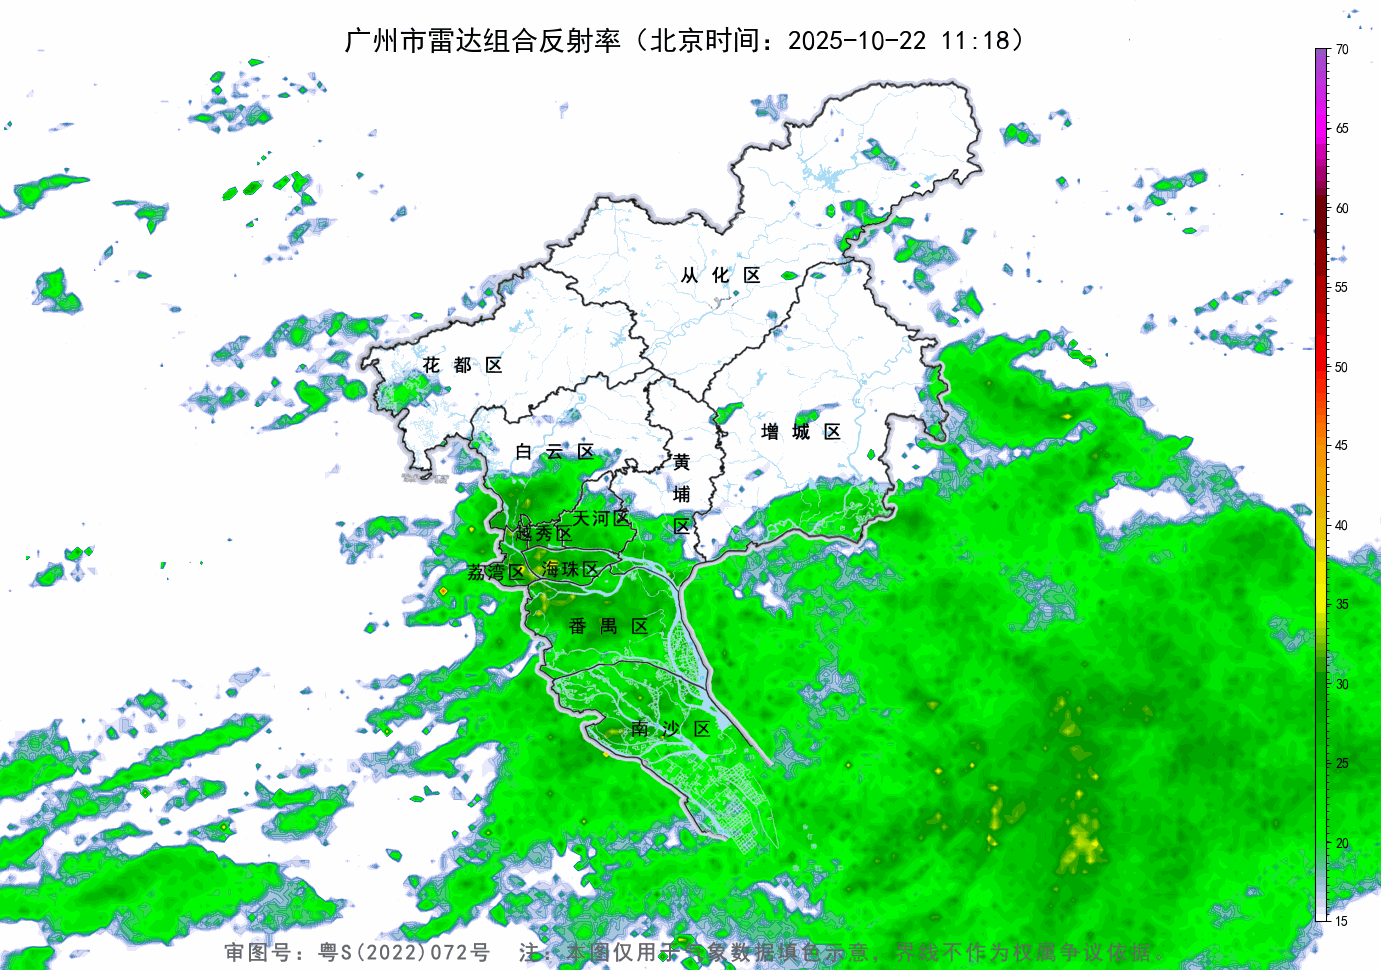 广州市雷达组合反射率（北京时间：2025-10-22 11:18）
70
65
60
55
50
45
40
35
30
25
20
15
从化区
花都区
增城区
白云区
黄埔区
天河区
越秀区
荔湾区
海珠区
番禺区
南沙区
审图号：粤S(2022)072号 注：本图仅用于气象数据填色示意，界线不作为权属争议依据。